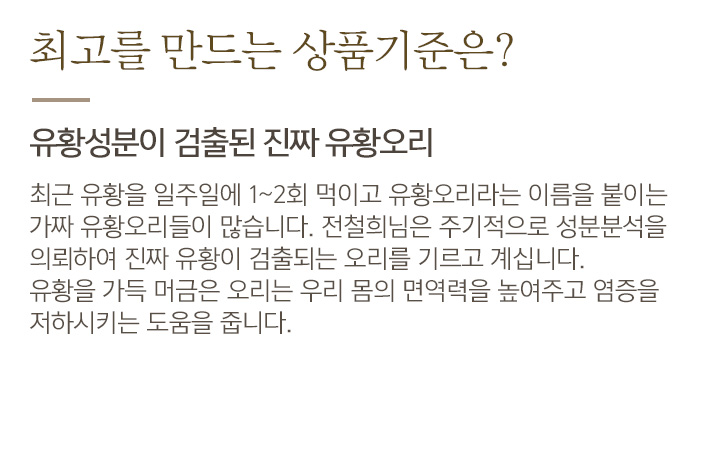 최고를 만드는 상품기준은?
유황성분이 검출된 진짜 유황오리
최근 유황을 일주일에 1~2회 먹이고 유황오리라는 이름을 붙이는
가짜 유황오리들이 많습니다. 전철희님은 주기적으로 성분분석을
의뢰하여 진짜 유황이 검출되는 오리를 기르고 계십니다.
유황을 가득 머금은 오리는 우리 몸의 면역력을 높여주고 염증을
저하시키는 도움을 줍니다.